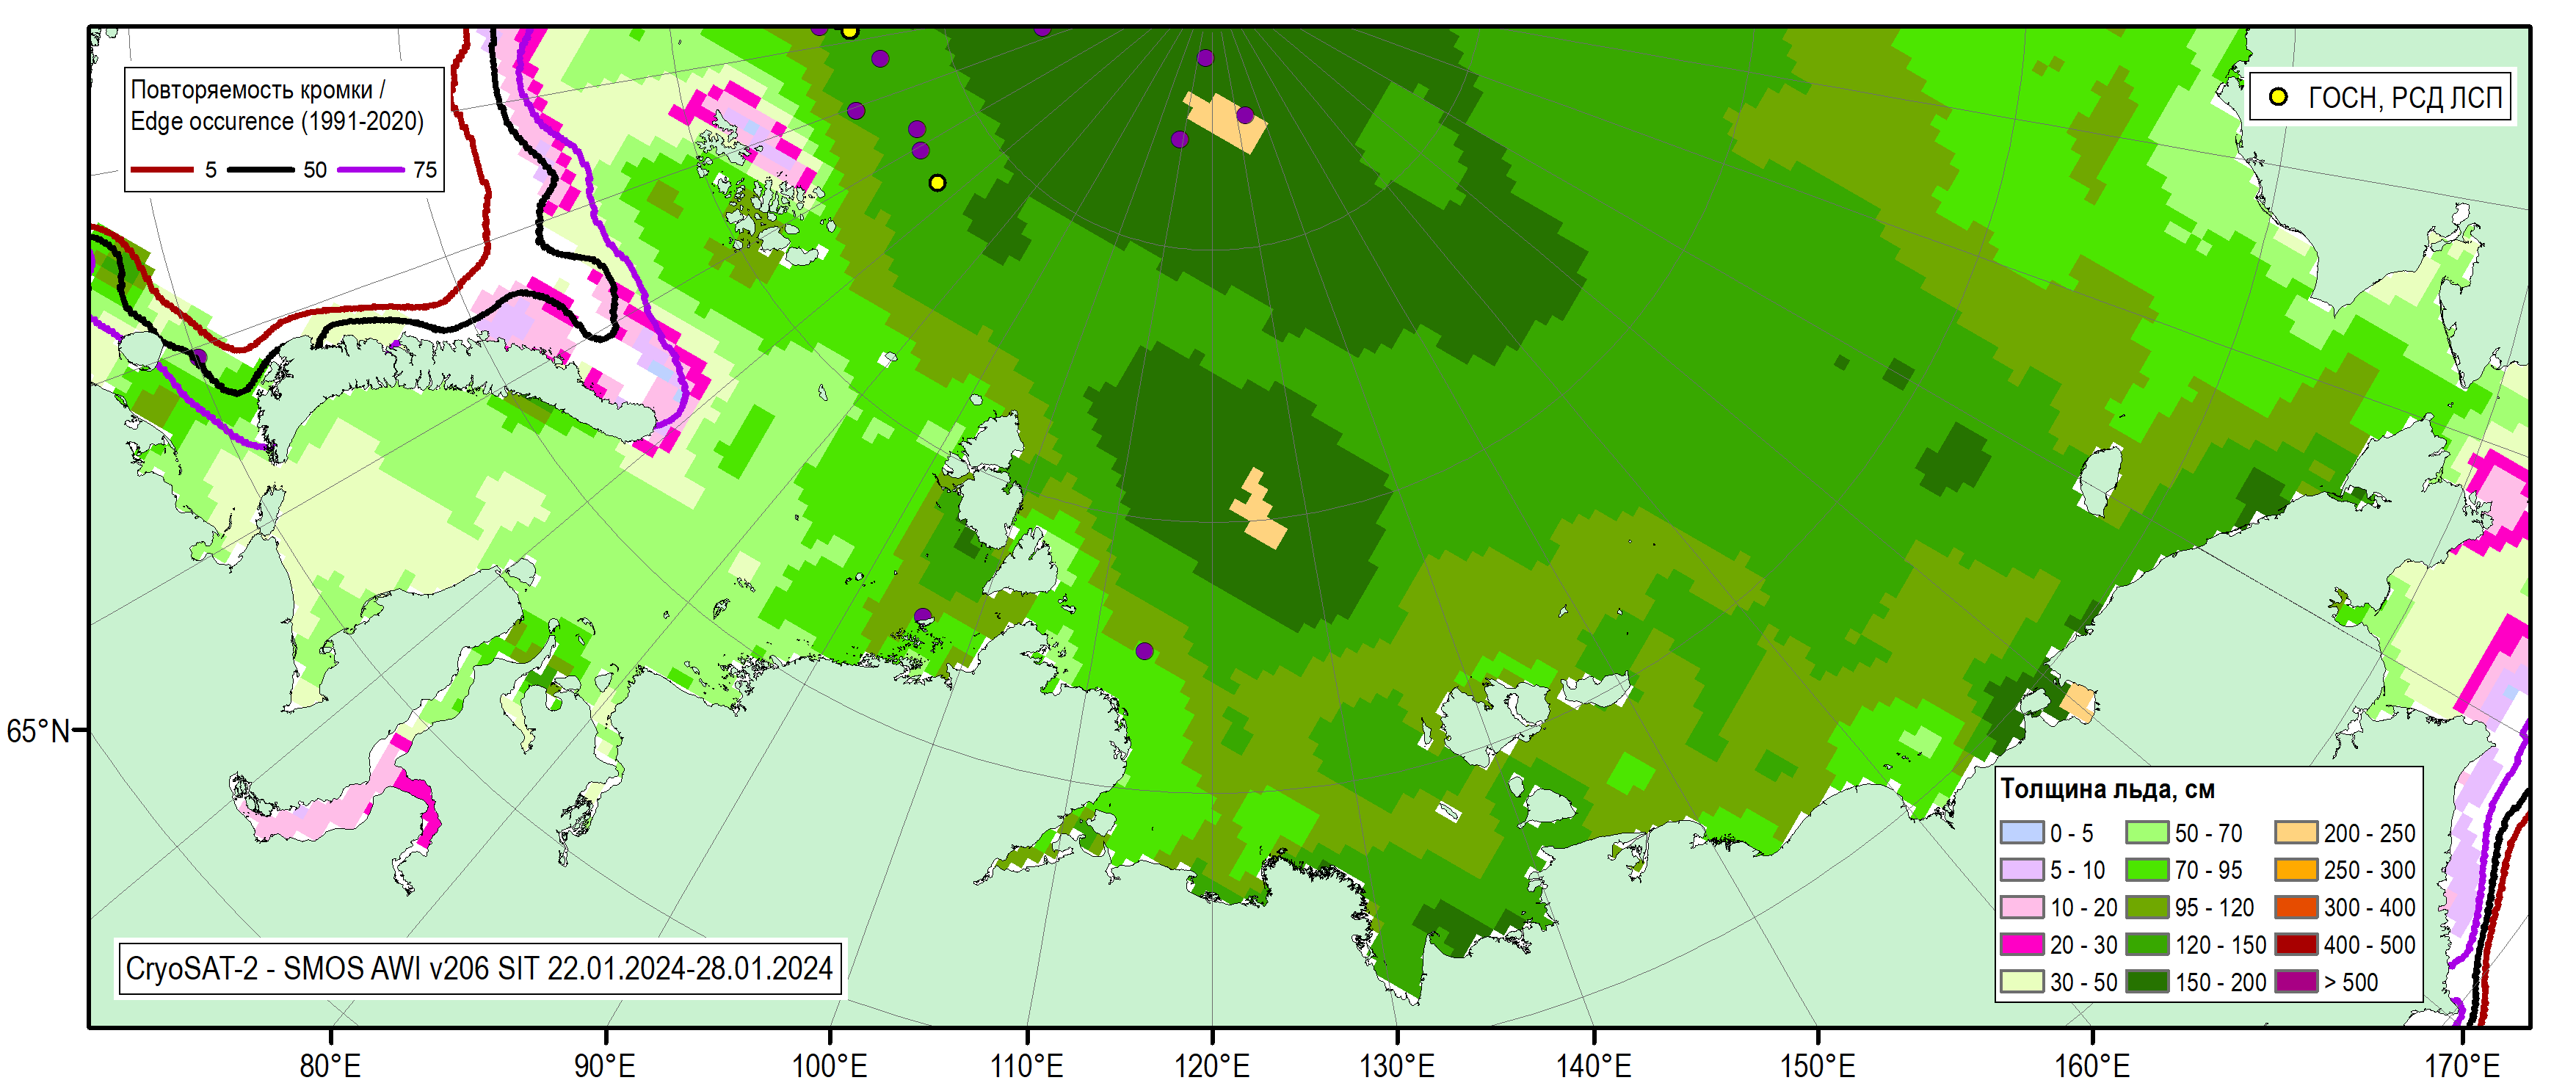 Повторяемость кромки /
Edge occurence (1991-2020)
5 50 75
ГОСН, РСД ЛСП
65°N
Толщина льда, см
0 - 5 50 - 70 200 - 250
5 - 10 70 - 95 250 - 300
10 - 20 95 - 120 300 - 400
20 - 30 120 - 150 400 - 500
30 - 50 150 - 200 > 500
CryoSAT-2 - SMOS AWI v206 SIT 22.01.2024-28.01.2024
80°E 90°E 100°E 110°E 120°E 130°E 140°E 150°E 160°E 170°E